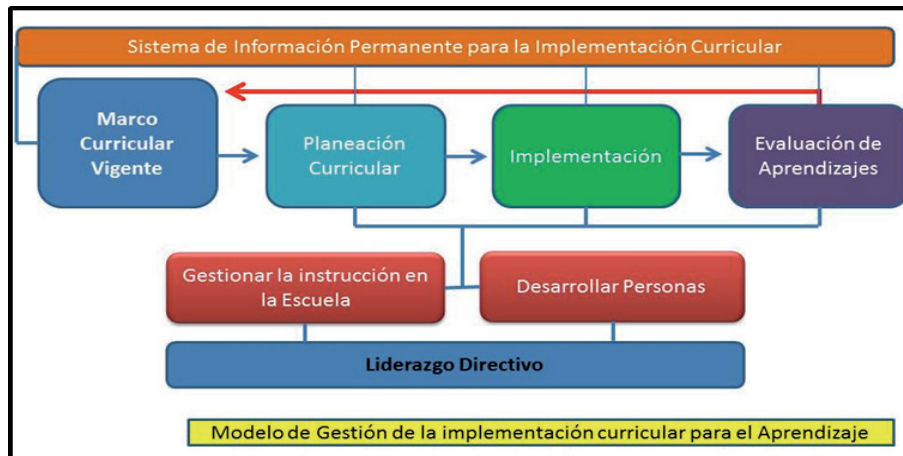 Sistema de Información Permanente para la Implementación Curricular
Marco
Curricular
Vigente
Planeación
Curricular
Implementación
Evaluación de
Aprendizajes
Gestionar la instrucción en
la Escuela
Desarrollar Personas
Liderazgo Directivo
Modelo de Gestión de la implementación curricular para el Aprendizaje